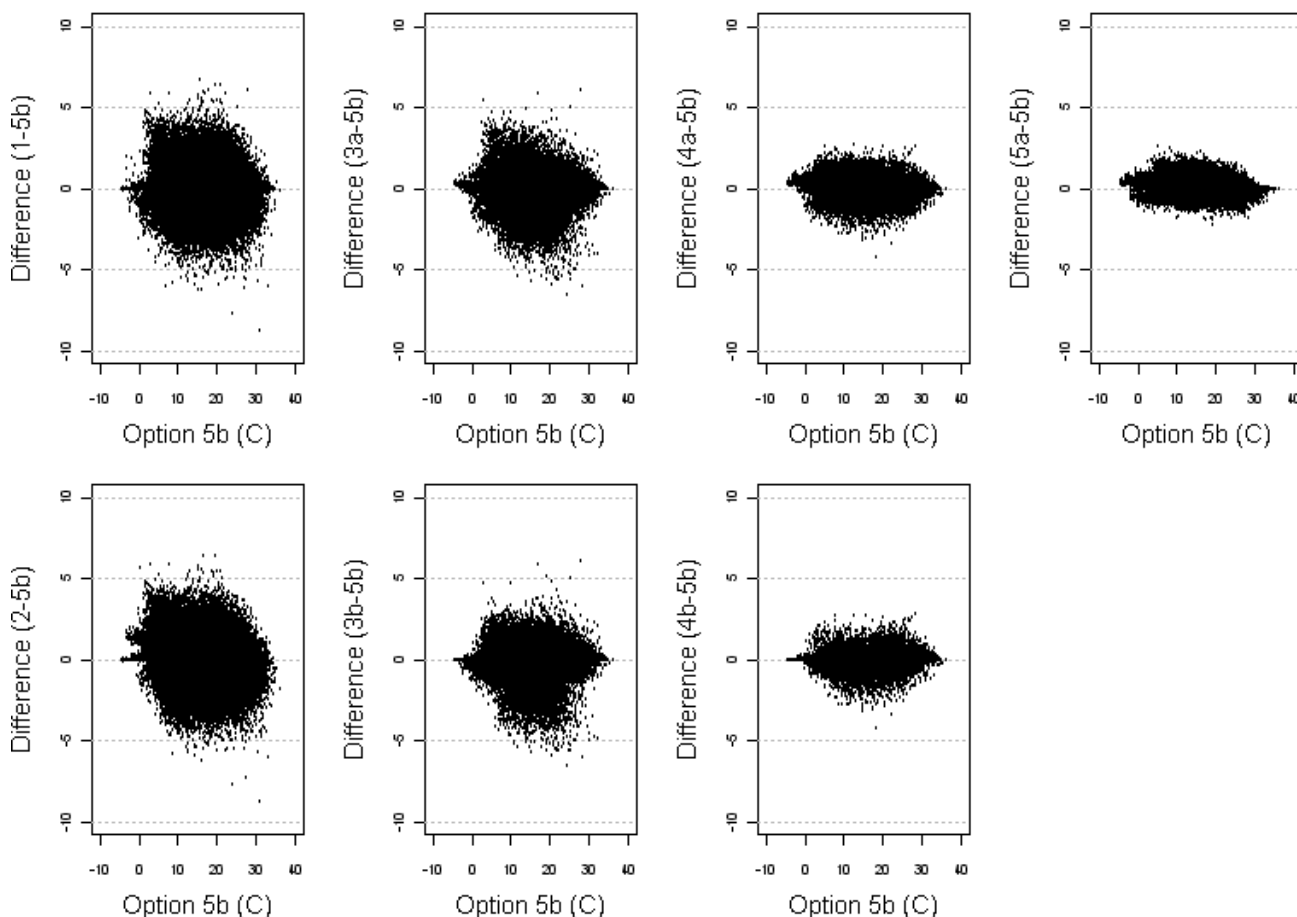 Difference (1-5b)
10
5
0
-5
-10
-10 0 10 20 30 40
Option 5b (C)
Difference (3a-5b)
10
5
0
-5
-10
-10 0 10 20 30 40
Option 5b (C)
Difference (4a-5b)
10
5
0
-5
-10
-10 0 10 20 30 40
Option 5b (C)
Difference (5a-5b)
10
5
0
-5
-10
-10 0 10 20 30 40
Option 5b (C)
Difference (2-5b)
10
5
0
-5
-10
-10 0 10 20 30 40
Option 5b (C)
Difference (3b-5b)
10
5
0
-5
-10
-10 0 10 20 30 40
Option 5b (C)
Difference (4b-5b)
10
5
0
-5
-10
-10 0 10 20 30 40
Option 5b (C)